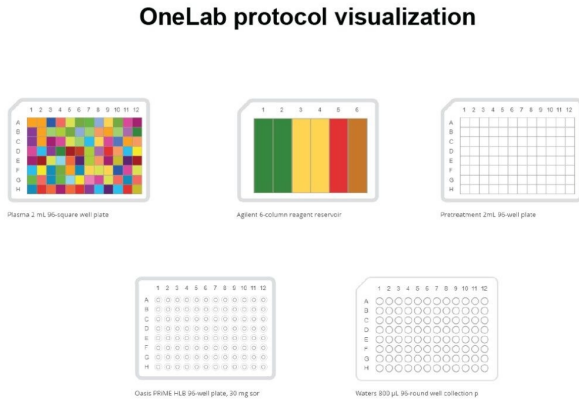 OneLab protocol visualization
1 2 3 4 5 6 7 8 9 10 11 12
A
B
C
D
E
F
G
H
Plasma 2 mL 96-square well plate
1 2 3 4 5 6
Agilent 6-column reagent reservoir
1 2 3 4 5 6 7 8 9 10 11 12
A
B
C
D
E
F
G
H
Pretreatment 2mL 96-well plate
1 2 3 4 5 6 7 8 9 10 11 12
A
B
C
D
E
F
G
H
Oasis PRIME HLB 96-well plate, 30 mg sor
1 2 3 4 5 6 7 8 9 10 11 12
A
B
C
D
E
F
G
H
Waters 800 µL 96-round well collection p